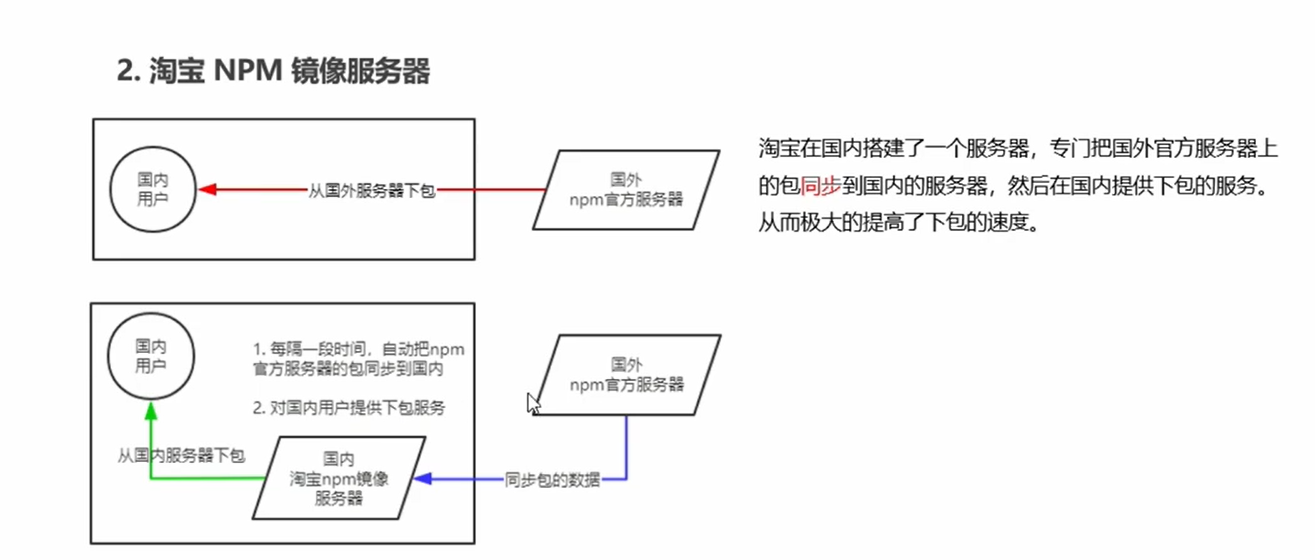 2. 淘宝 NPM 镜像服务器
国内
用户
从国外服务器下包
国外
npm官方服务器
淘宝在国内搭建了一个服务器，专门把国外官方服务器上
的包同步到国内的服务器，然后在国内提供下包的服务。
从而极大的提高了下包的速度。
国内
用户
1. 每隔一段时间，自动把npm
官方服务器的包同步到国内
2. 对国内用户提供下包服务
国外
npm官方服务器
从国内服务器下包
国内
淘宝npm镜像
服务器
同步包的数据